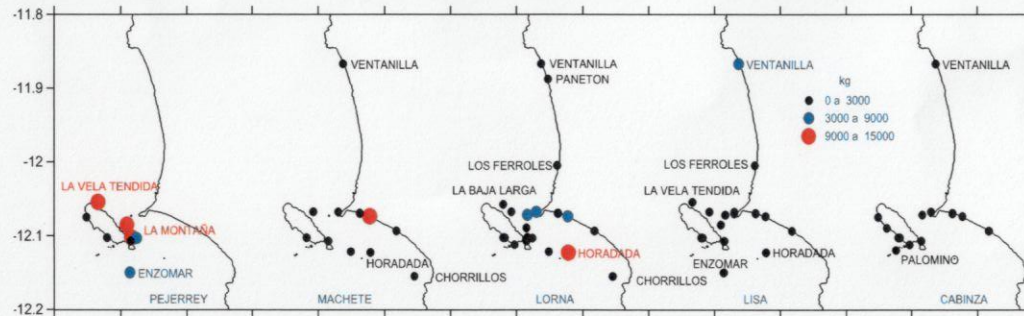 -11.8
-11.9
-12
-12.1
-12.2
LA VELA TENDIDA
LA MONTAÑA
ENZOMAR
PEJERREY
VENTANILLA
HORADADA
CHORRILLOS
MACHETE
VENTANILLA
PANETON
LOS FERROLES
LA BAJA LARGA
HORADADA
CHORRILLOS
LORNA
VENTANILLA
LOS FERROLES
LA VELA TENDIDA
ENZOMAR
HORADADA
LISA
kg
0 a 3000
3000 a 9000
9000 a 15000
VENTANILLA
PALOMINO
CABINZA